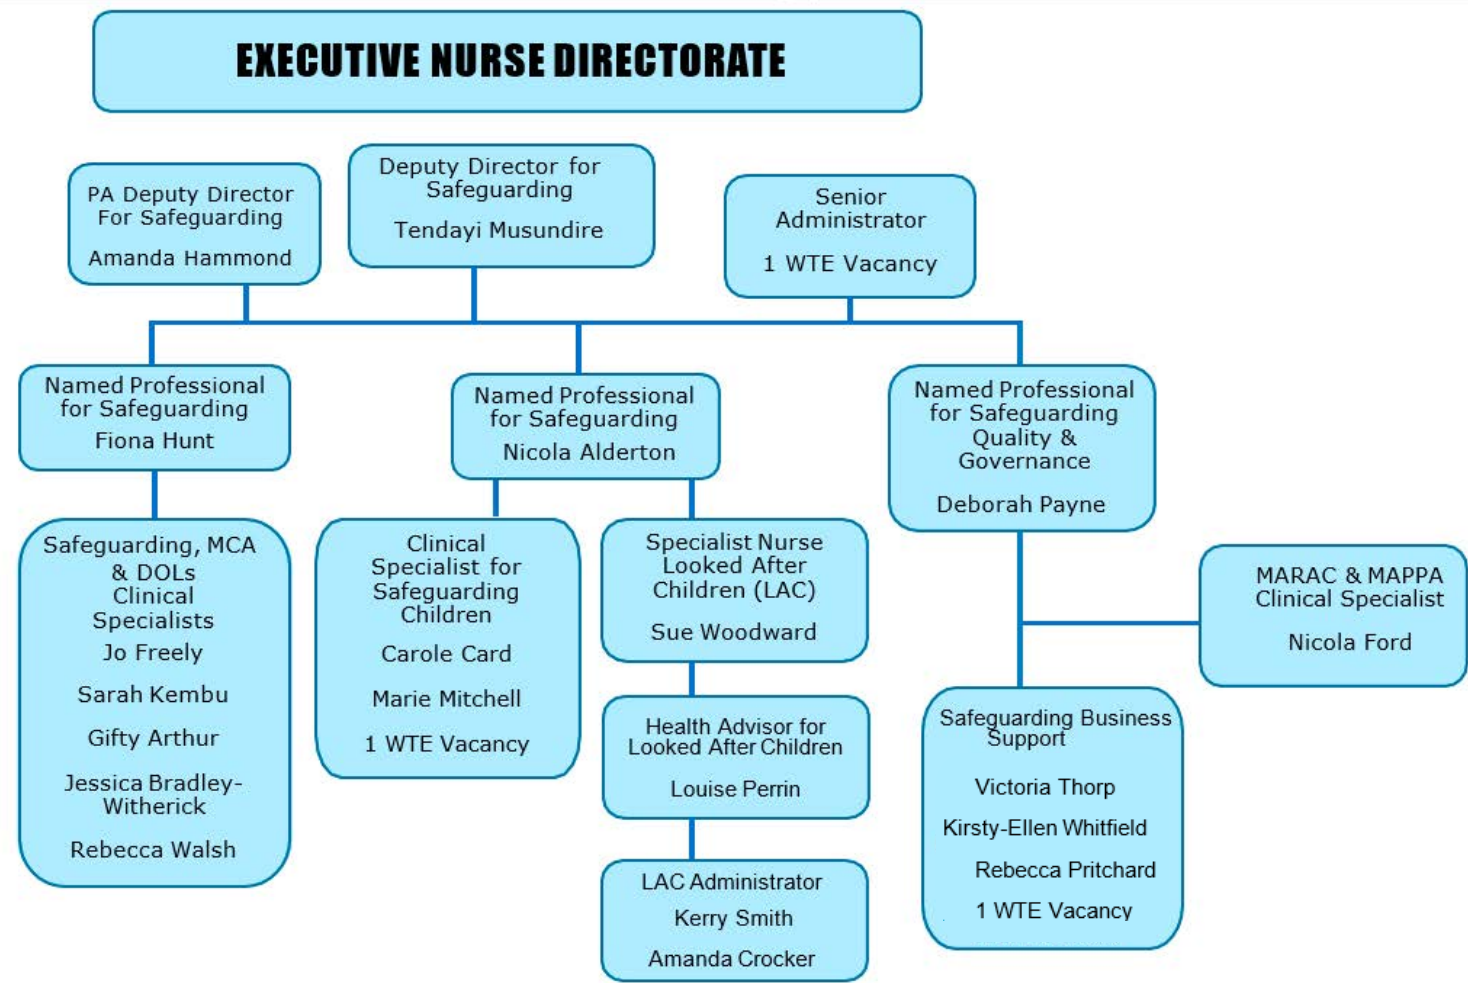 EXECUTIVE NURSE DIRECTORATE
PA Deputy Director
For Safeguarding
Amanda Hammond
Deputy Director for
Safeguarding
Tendayi Musundire
Senior
Administrator
1 WTE Vacancy
Named Professional
for Safeguarding
Fiona Hunt
Named Professional
for Safeguarding
Nicola Alderton
Named Professional
for Safeguarding
Quality &
Governance
Deborah Payne
Safeguarding, MCA
& DOLs
Clinical
Specialists
Jo Freely
Sarah Kembu
Gifty Arthur
Jessica Bradley-
Witherick
Rebecca Walsh
Clinical
Specialist for
Safeguarding
Children
Carole Card
Marie Mitchell
1 WTE Vacancy
Specialist Nurse
Looked After
Children (LAC)
Sue Woodward
Health Advisor for
Looked After Children
Louise Perrin
LAC Administrator
Kerry Smith
Amanda Crocker
MARAC & MAPPA
Clinical Specialist
Nicola Ford
Safeguarding Business
Support
Victoria Thorp
Kirsty-Ellen Whitfield
Rebecca Pritchard
1 WTE Vacancy